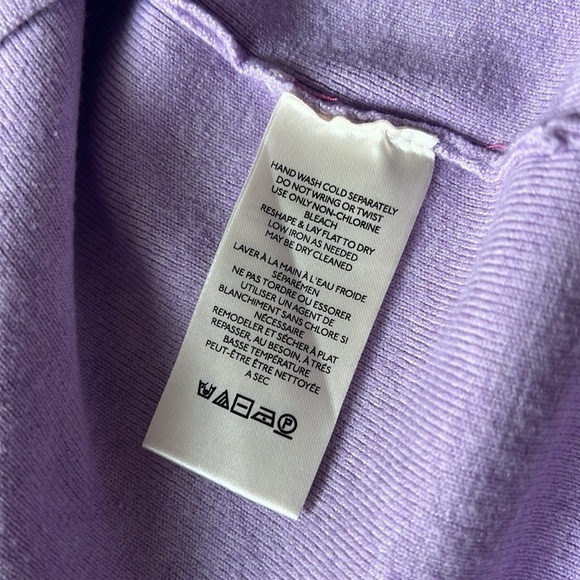 HAND WASH COLD SEPARATELY
DO NOT WRING OR TWIST
USE ONLY NON-CHLORINE
BLEACH
RESHAPE & LAY FLAT TO DRY
LOW IRON AS NEEDED
MAY BE DRY CLEANED
LAVER À LA MAIN À L'EAU FROIDE
SÉPAREMEN
NE PAS TORDRE OU ESSORER
UTILISER UN AGENT DE
BLANCHIMENT SANS CHLORE SI
NÉCESSAIRE
REMODELER ET SÉCHER À PLAT
REPASSER, AU BESOIN, À TRÈS
BASSE TEMPÉRATURE
PEUT-ÊTRE ÊTRE NETTOYÉE
A SEC
P